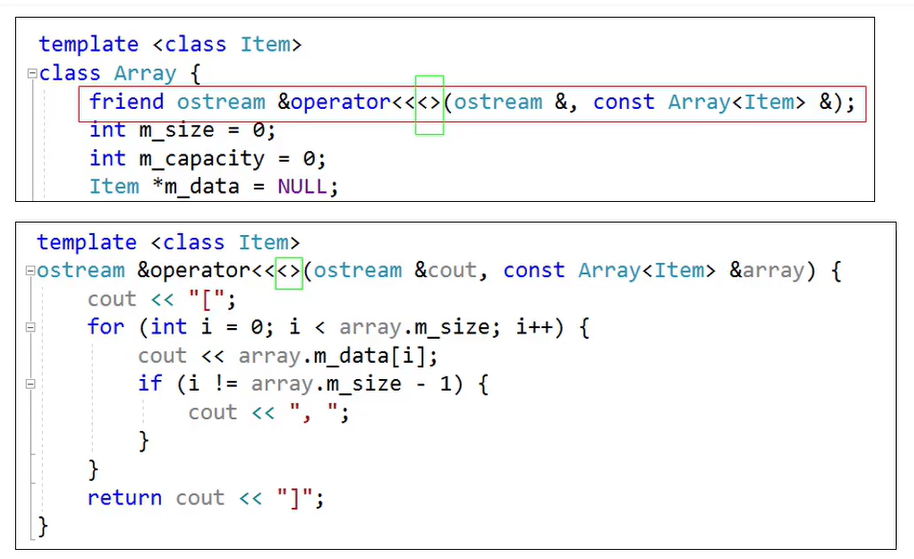 template <class Item>
class Array {
    friend ostream &operator<<<>(ostream &, const Array<Item> &);
    int m_size = 0;
    int m_capacity = 0;
    Item *m_data = NULL;
template <class Item>
ostream &operator<<<>(ostream &cout, const Array<Item> &array) {
    cout << "[";
    for (int i = 0; i < array.m_size; i++) {
        cout << array.m_data[i];
        if (i != array.m_size - 1) {
            cout << ", ";
        }
    }
    return cout << "]";
}